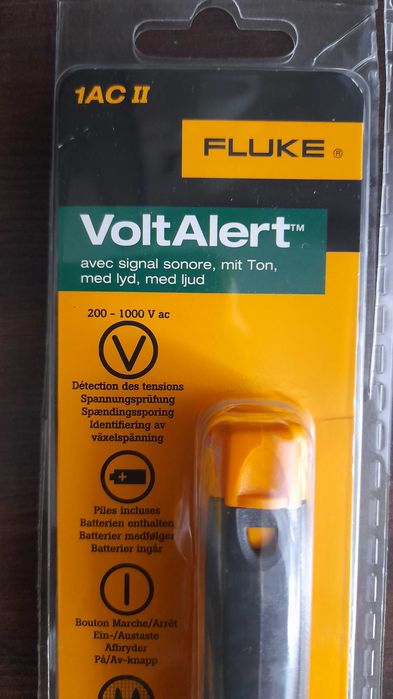 1AC II
FLUKE ®
VoltAlert™
avec signal sonore, mit Ton,
med lyd, med ljud
200 - 1000 V ac
V
Détection des tensions
Spannungsprüfung
Spændingssporing
Identifiering av
växelspänning
Piles incluses
Batterien enthalten
Batterier medfølger
Batterier ingår
Bouton Marche/Arrêt
Ein-/Austaste
Afbryder
På/Av-knapp